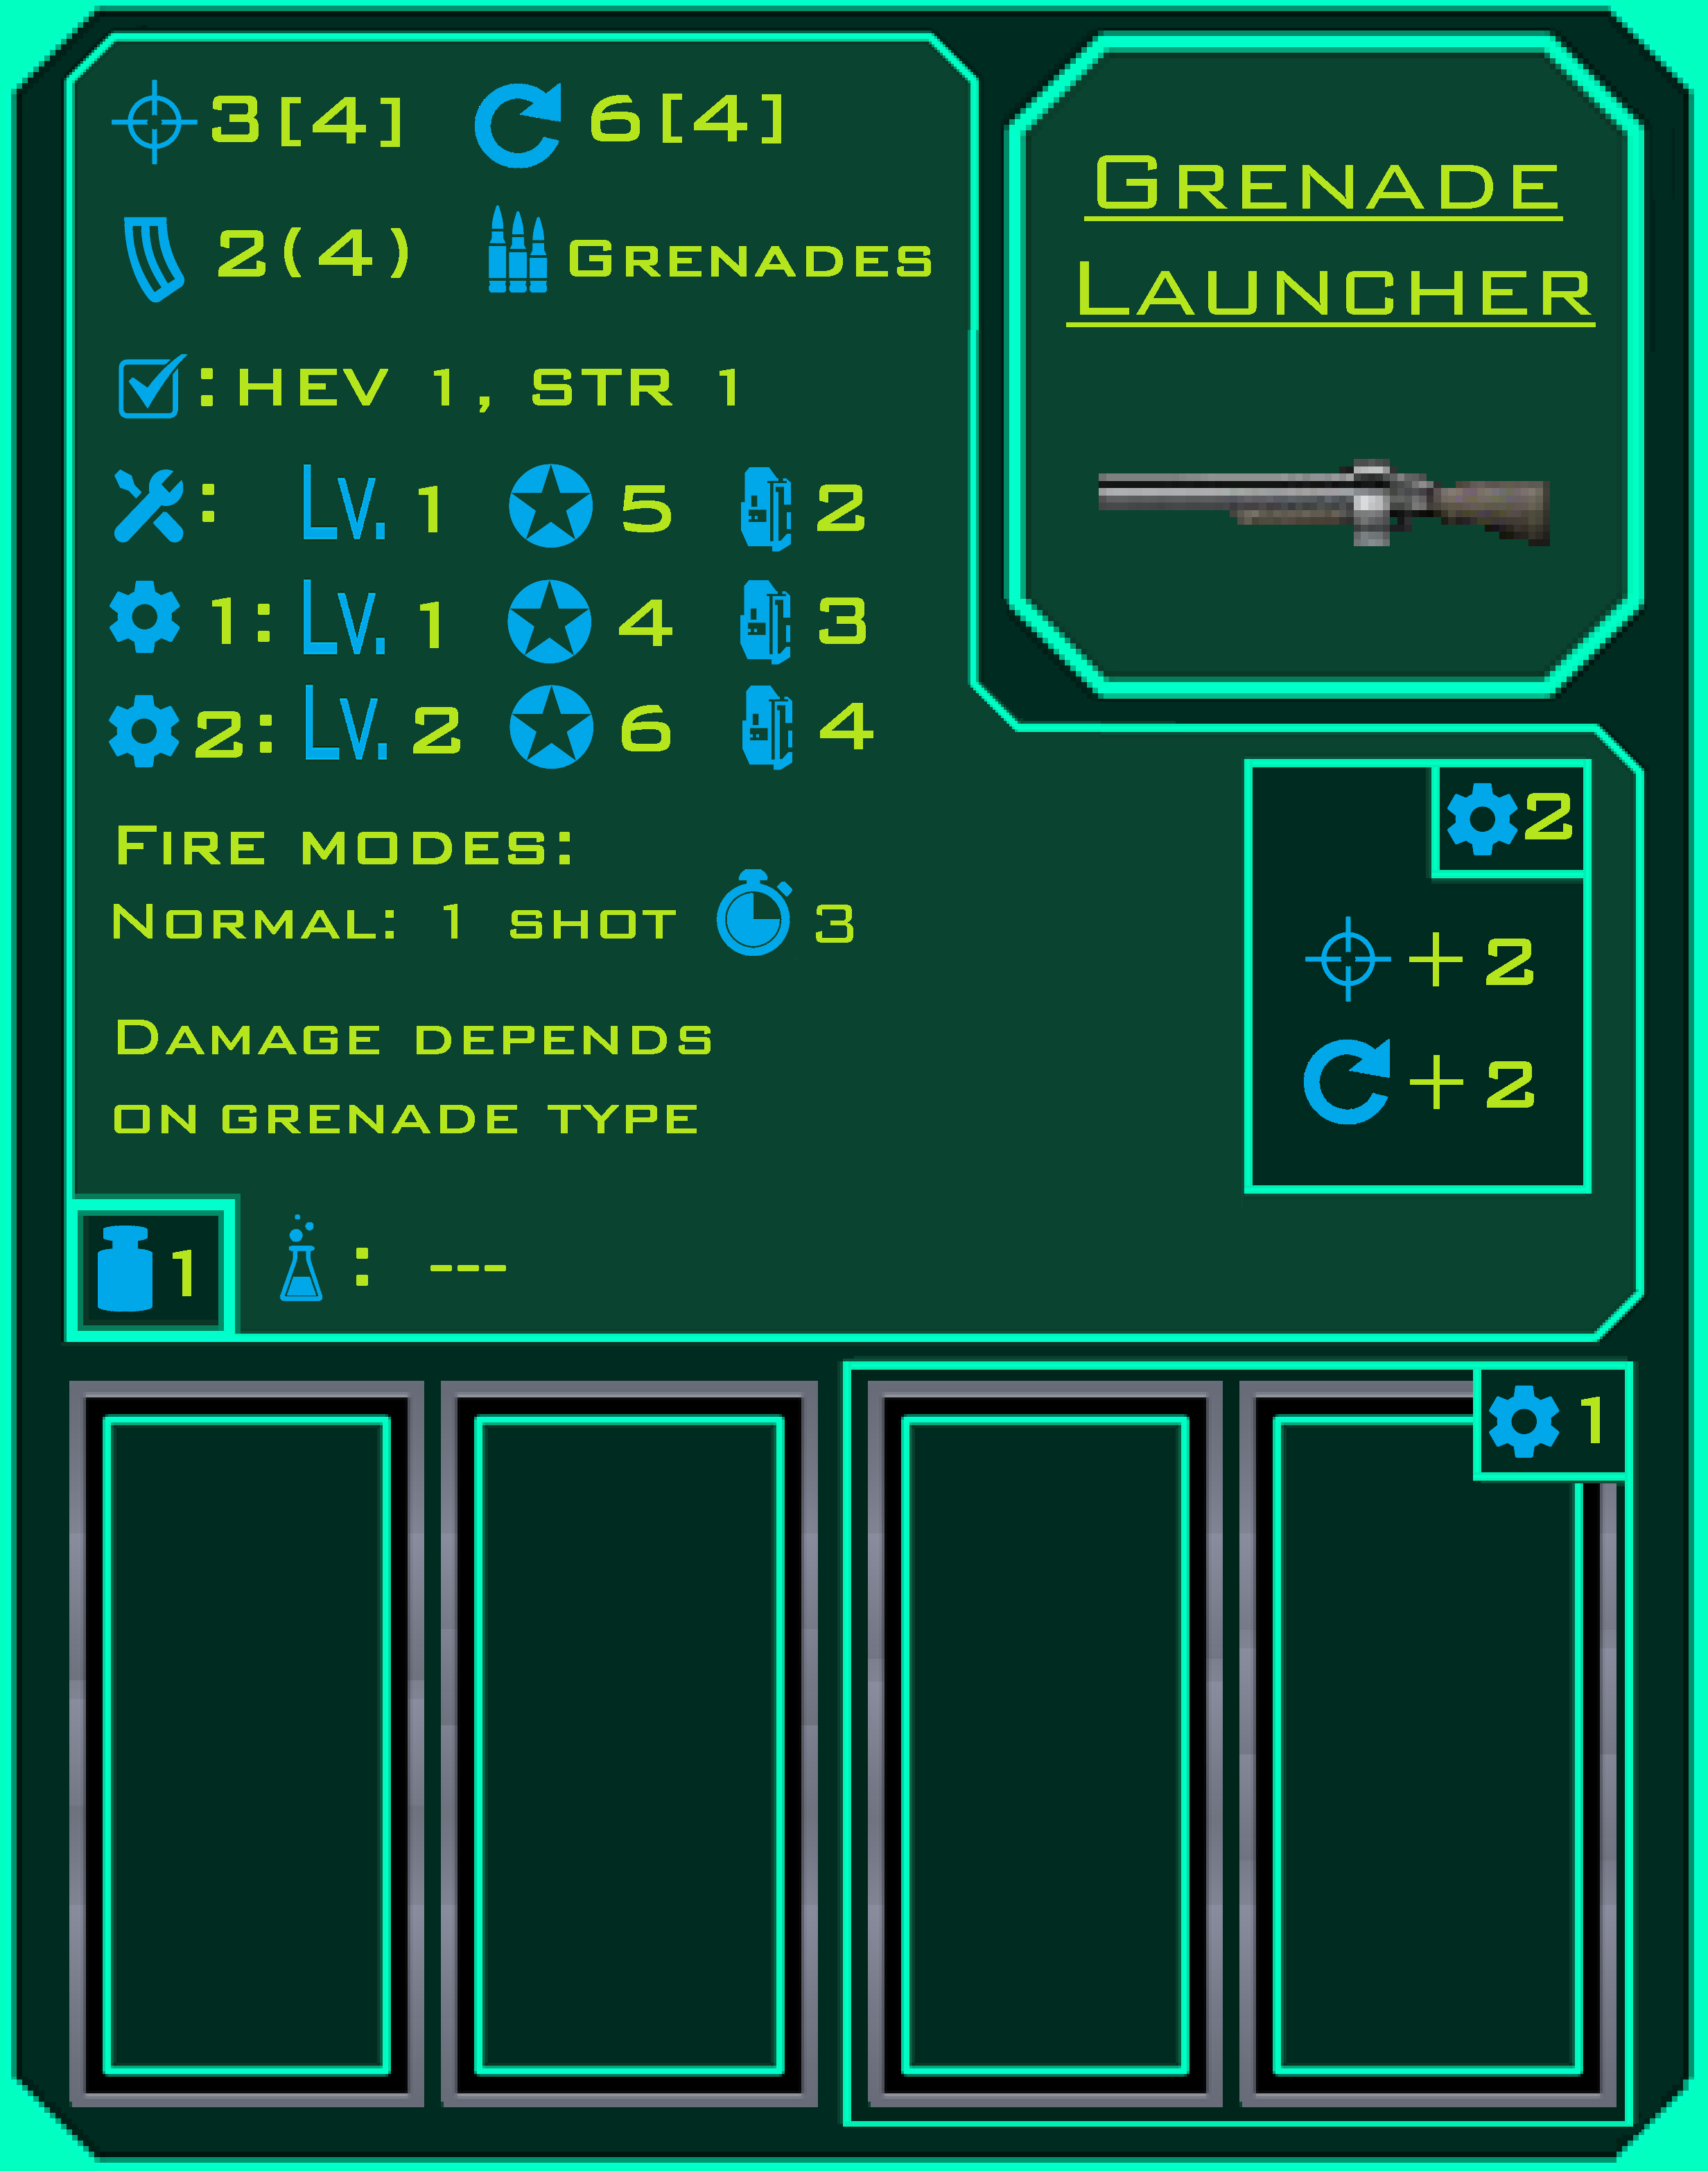 3[4] 6[4]
2(4) GRENADES
: HEV 1, STR 1
: LV. 1 5 2
1: LV. 1 4 3
2: LV. 2 6 4
FIRE MODES:
NORMAL: 1 SHOT 3
DAMAGE DEPENDS
ON GRENADE TYPE
1 : ---
GRENADE
LAUNCHER
2
+ 2
+ 2
1